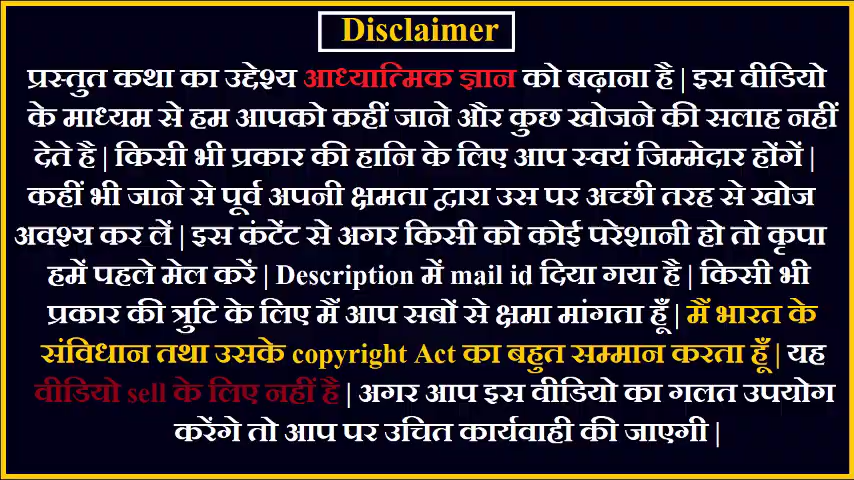 Disclaimer
प्रस्तुत कथा का उद्देश्य आध्यात्मिक ज्ञान को बढ़ाना है | इस वीडियो
के माध्यम से हम आपको कहीं जाने और कुछ खोजने की सलाह नहीं
देते है | किसी भी प्रकार की हानि के लिए आप स्वयं जिम्मेदार होंगें |
कहीं भी जाने से पूर्व अपनी क्षमता द्वारा उस पर अच्छी तरह से खोज
अवश्य कर लें | इस कंटेंट से अगर किसी को कोई परेशानी हो तो कृपा
हमें पहले मेल करें | Description में mail id दिया गया है | किसी भी
प्रकार की त्रुटि के लिए मैं आप सबों से क्षमा मांगता हूँ | मैं भारत के
संविधान तथा उसके copyright Act का बहुत सम्मान करता हूँ | यह
वीडियो sell के लिए नहीं है | अगर आप इस वीडियो का गलत उपयोग
करेंगे तो आप पर उचित कार्यवाही की जाएगी |